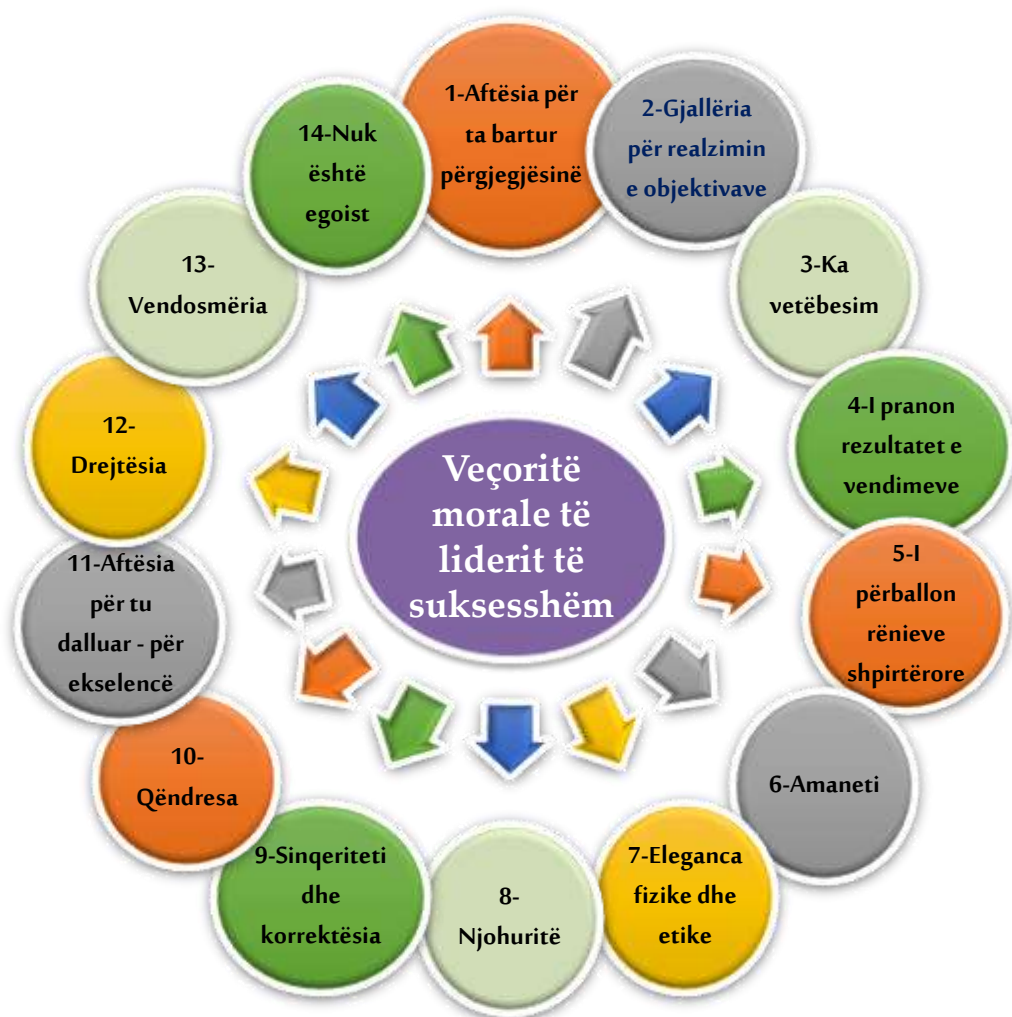 Veçoritë
morale të
liderit të
suksesshëm
1-Aftësia për
ta bartur
përgjegjësinë
2-Gjallëria
për realzimin
e objektivave
3-Ka
vetëbesim
4-I pranon
rezultatet e
vendimeve
5-I
përballon
rënieve
shpirtërore
6-Amaneti
7-Eleganca
fizike dhe
etike
8-
Njohuritë
9-Sinqeriteti
dhe
korrektësia
10-
Qëndresa
11-Aftësia
për tu
dalluar - për
ekselencë
12-
Drejtësia
13-
Vendosmëria
14-Nuk
është
egoist